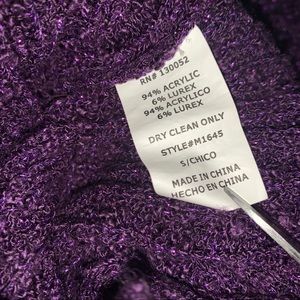 RN# 130052
94% ACRYLIC
6% LUREX
94% ACRYLICO
6% LUREX
DRY CLEAN ONLY
STYLE#M1645
S/CHICO
MADE IN CHINA
HECHO EN CHINA